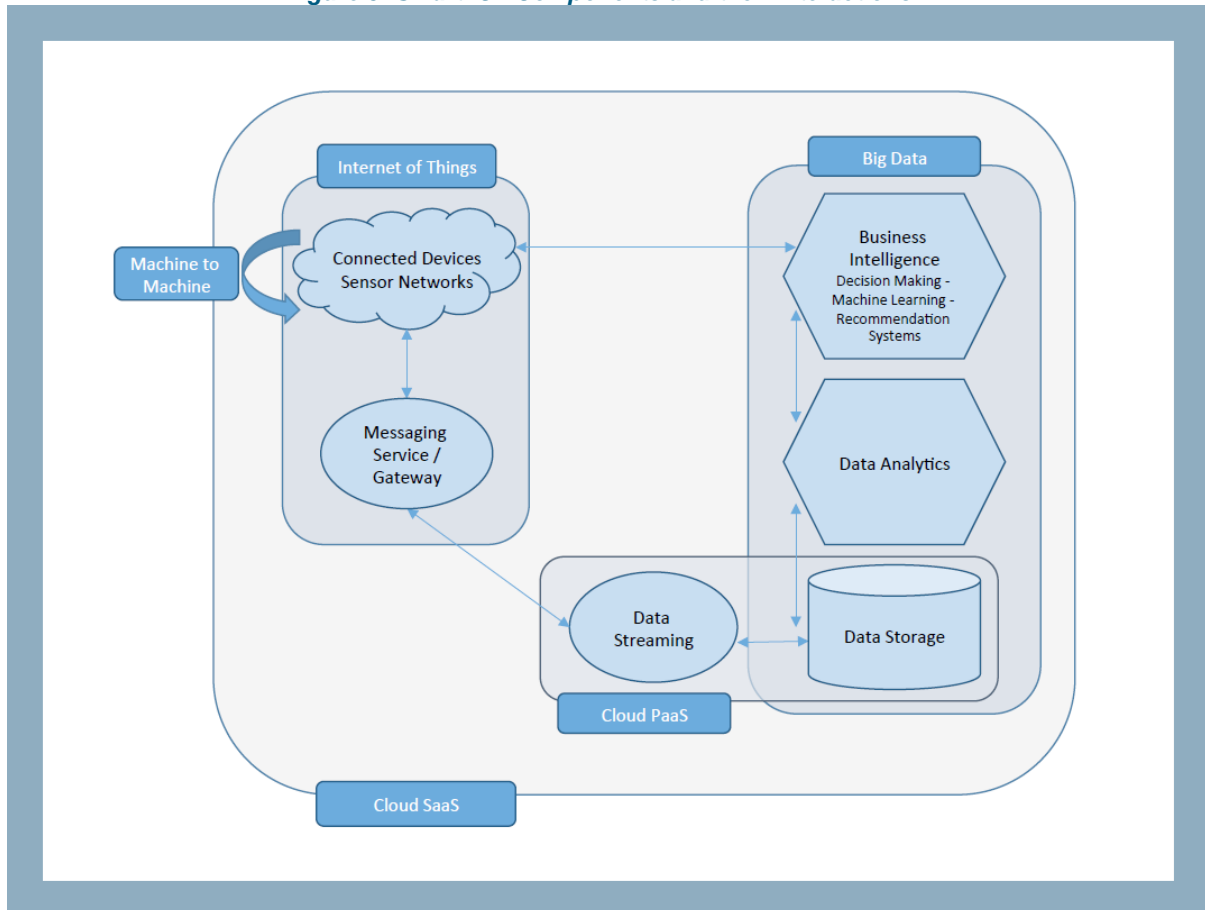 Internet of Things
Big Data
Machine to
Machine
Connected Devices
Sensor Networks
Business
Intelligence
Decision Making -
Machine Learning -
Recommendation
Systems
Messaging
Service /
Gateway
Data Analytics
Data
Streaming
Data Storage
Cloud PaaS
Cloud SaaS